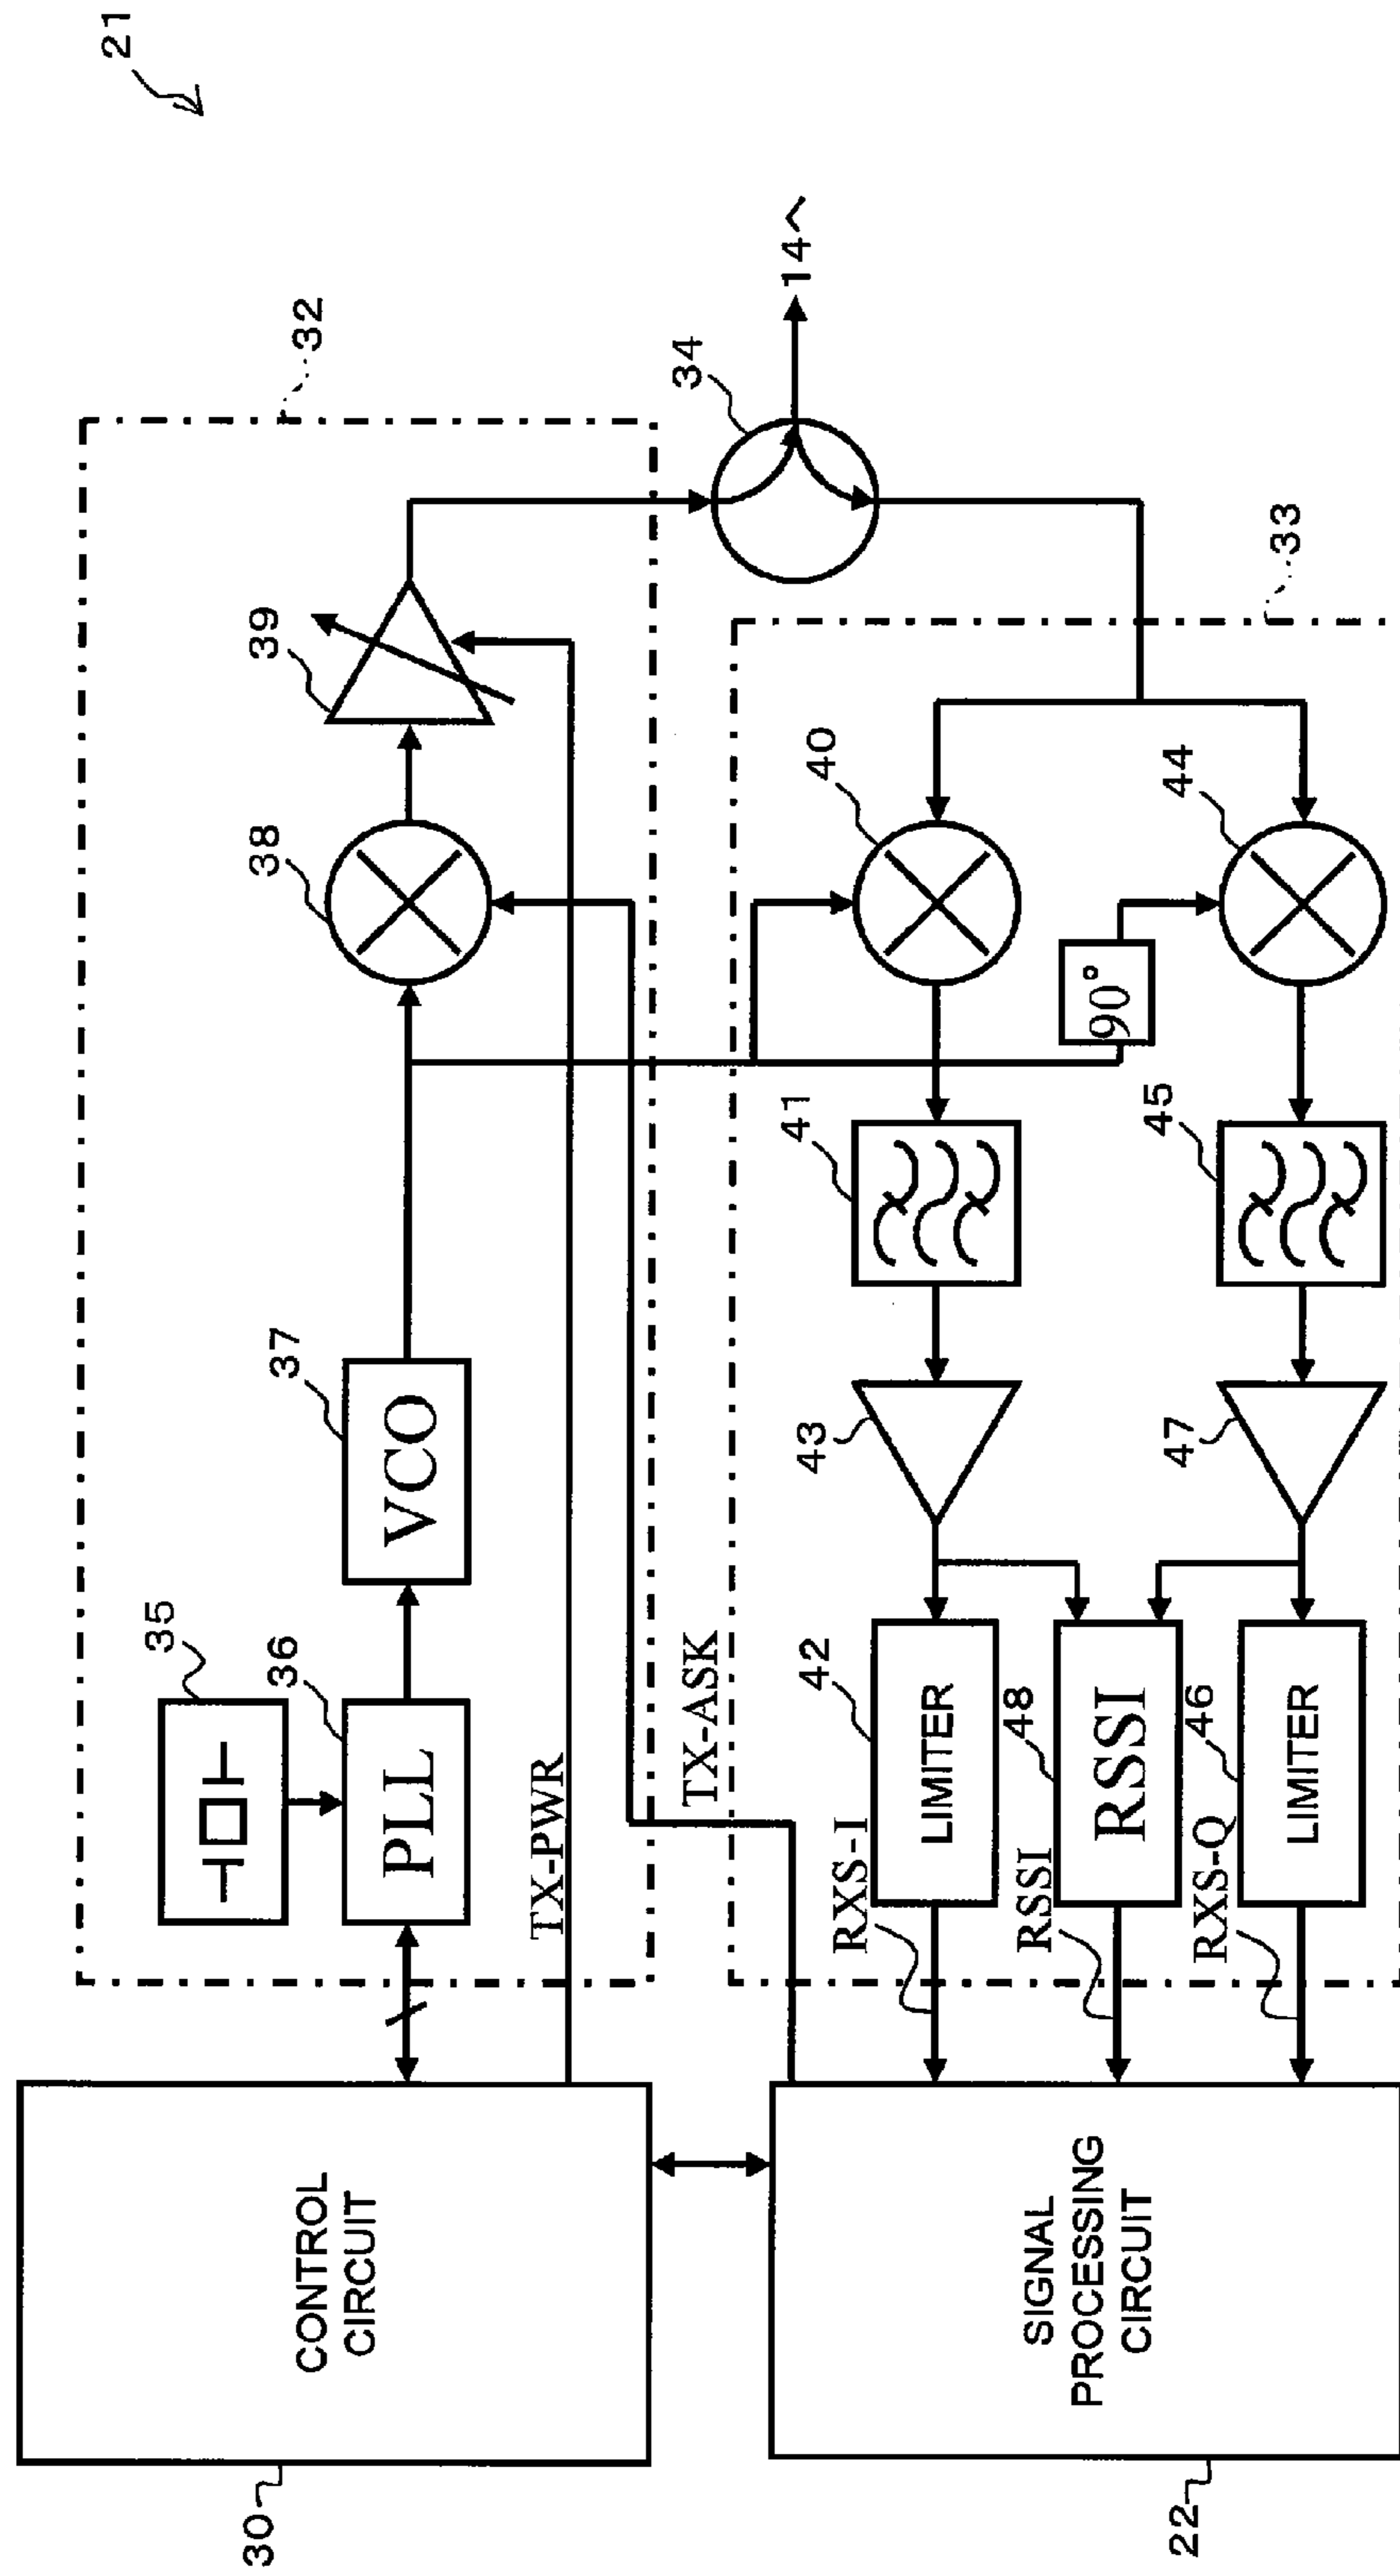 21
32
39
38
34
14
37
35
36
VCO
PLL
TX-PWR
TX-ASK
33
40
44
90°
41
45
43
47
42
LIMITER
RXS-I
48
RSSI
RSSI
46
LIMITER
RXS-Q
CONTROL
CIRCUIT
30
SIGNAL
PROCESSING
CIRCUIT
22